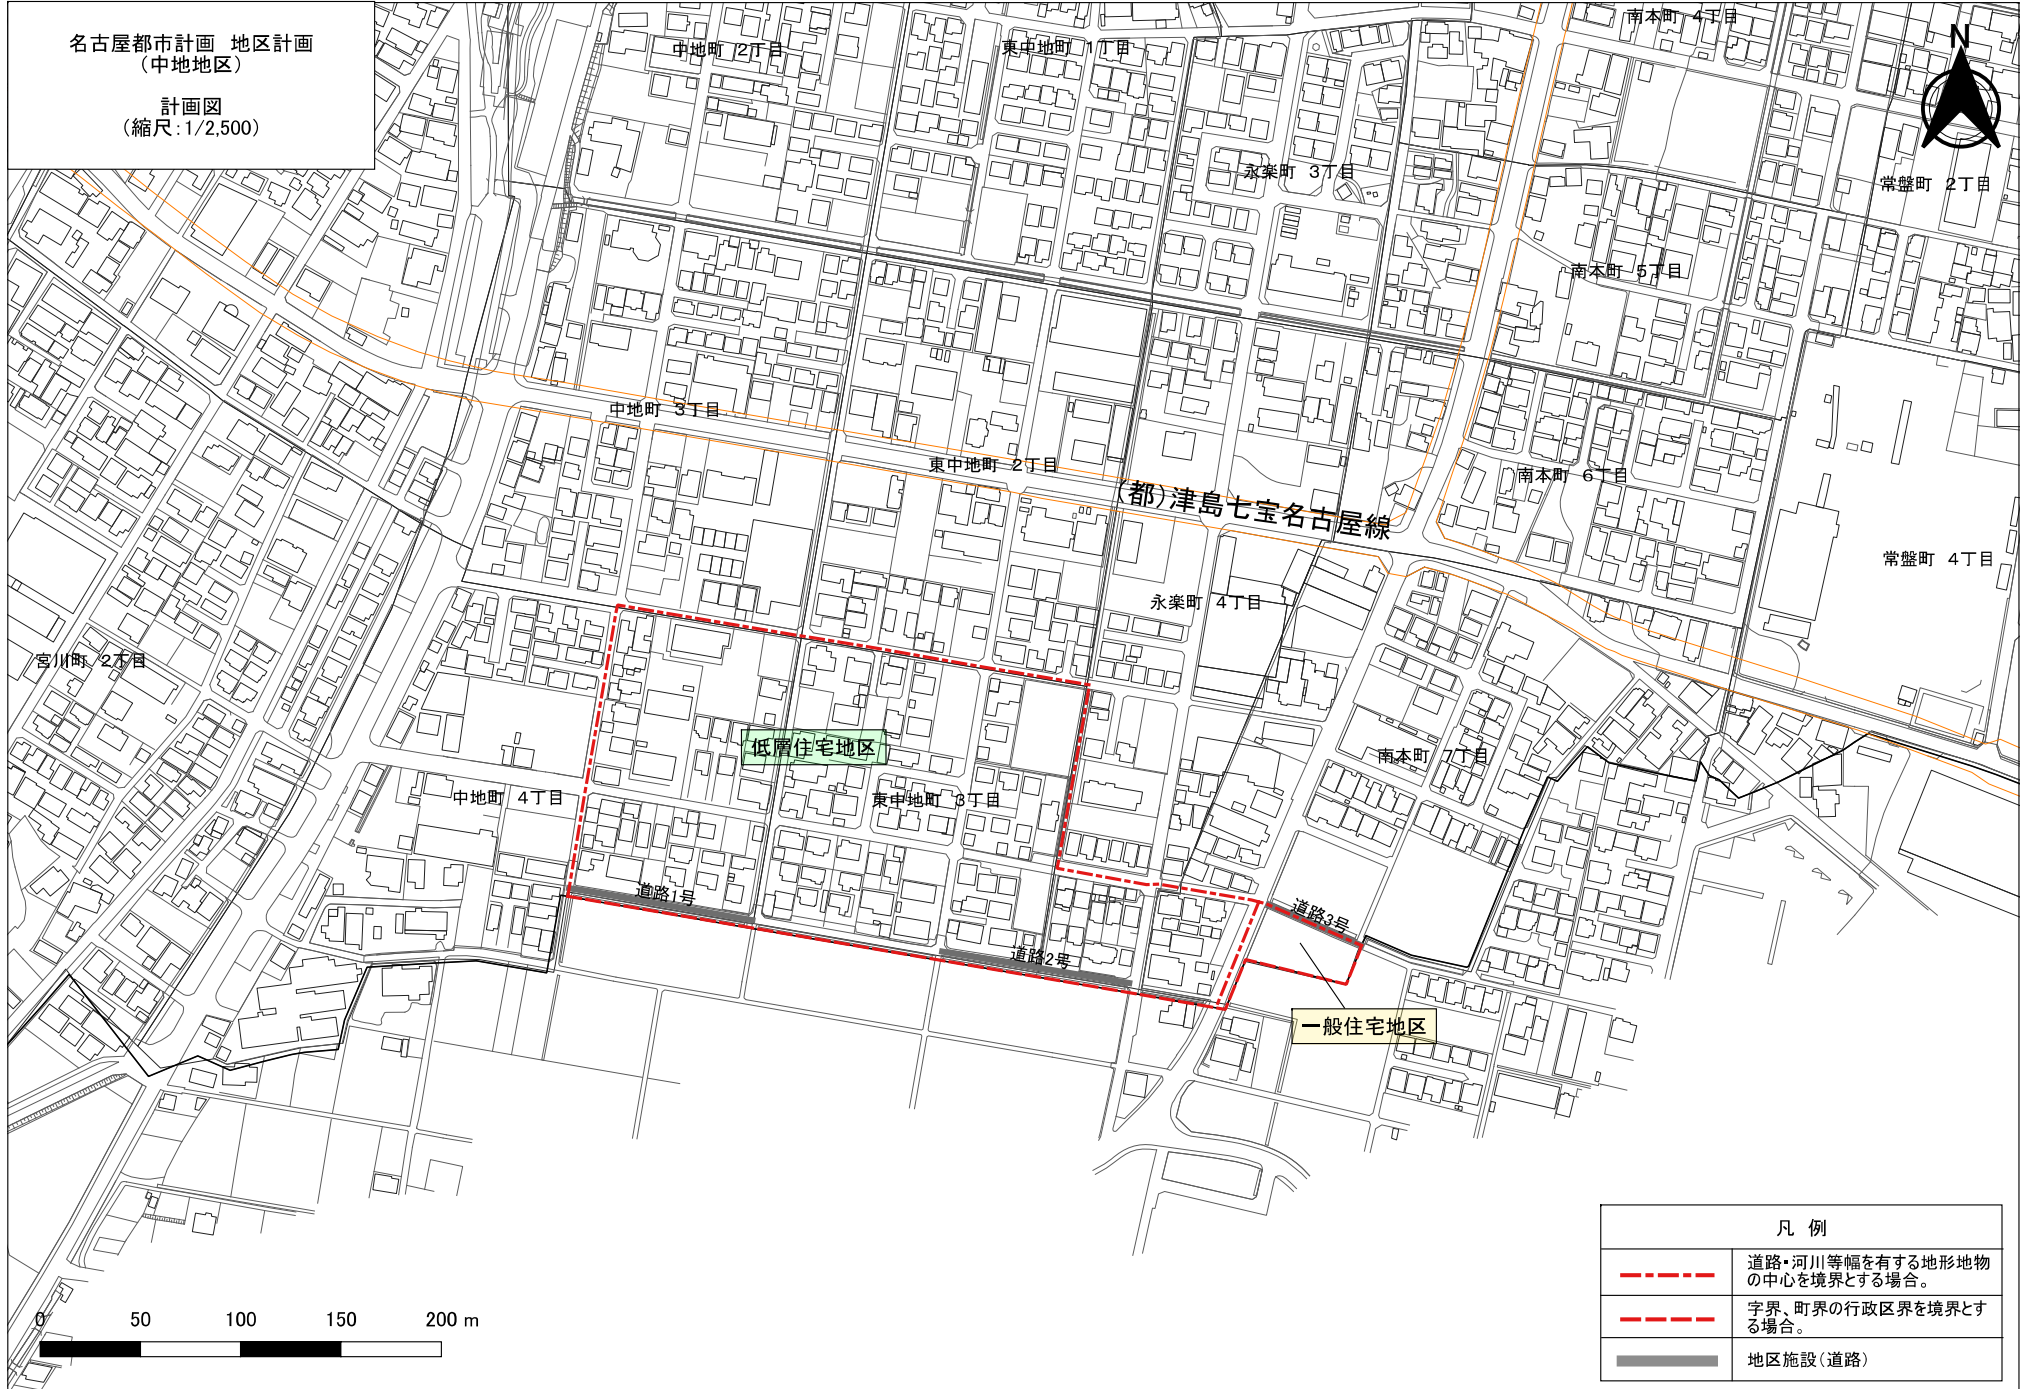 名古屋都市計画 地区計画
（中地地区）
計画図
（縮尺：1/2,500）
N
南本町 4丁目
中地町 2丁目
東中地町 1丁目
永楽町 3丁目
常盤町 2丁目
南本町 5丁目
中地町 3丁目
東中地町 2丁目
南本町 6丁目
（都）津島七宝名古屋線
常盤町 4丁目
永楽町 4丁目
宮川町 2丁目
低層住宅地区
南本町 7丁目
中地町 4丁目
東中地町 3丁目
道路1号
道路3号
道路2号
一般住宅地区
凡 例
道路・河川等幅を有する地形地物
の中心を境界とする場合。
字界、町界の行政区界を境界とす
る場合。
地区施設（道路）
0 50 100 150 200 m